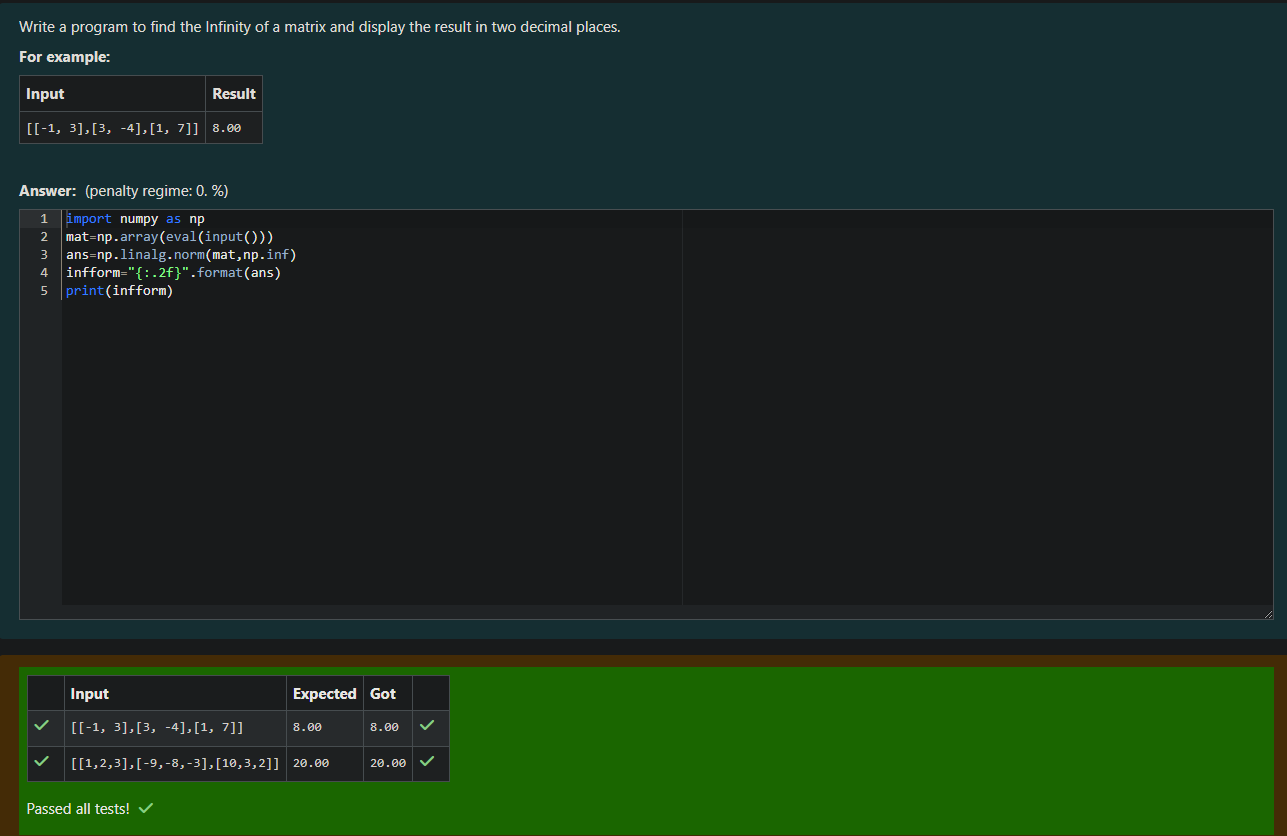 Write a program to find the Infinity of a matrix and display the result in two decimal places.
For example:
Input Result
[[-1, 3],[3, -4],[1, 7]] 8.00
Answer: (penalty regime: 0. %)
1 import numpy as np
2 mat=np.array(eval(input()))
3 ans=np.linalg.norm(mat,np.inf)
4 infform="{:.2f}".format(ans)
5 print(infform)
Input Expected Got
[[-1, 3],[3, -4],[1, 7]] 8.00 8.00
[[1,2,3],[-9,-8,-3],[10,3,2]] 20.00 20.00
Passed all tests!